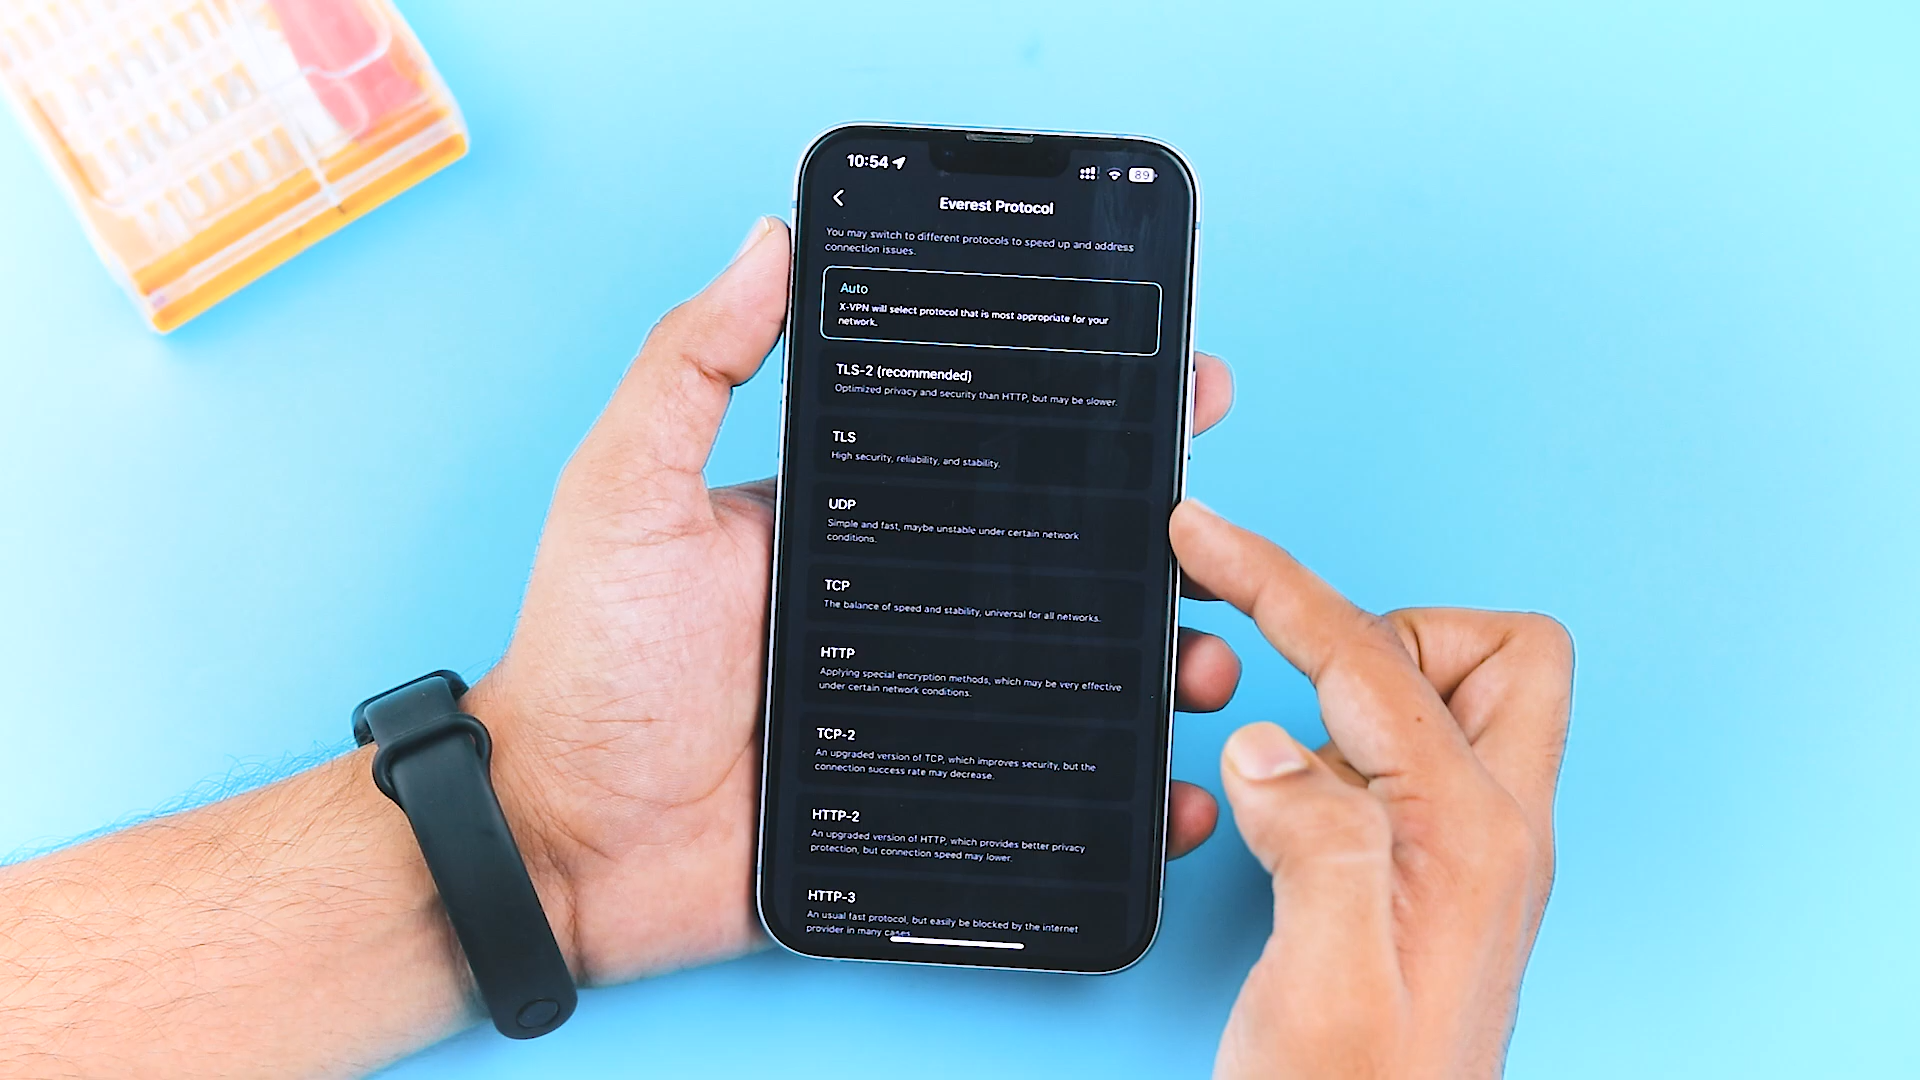 10:54
89
Everest Protocol
You may switch to different protocols to speed up and address
connection issues.
Auto
X-VPN will select protocol that is most appropriate for your
network.
TLS-2 (recommended)
Optimized privacy and security than HTTP, but may be slower.
TLS
High security, reliability, and stability.
UDP
Simple and fast, maybe unstable under certain network
conditions.
TCP
The balance of speed and stability, universal for all networks.
HTTP
Applying special encryption methods, which may be very effective
under certain network conditions.
TCP-2
An upgraded version of TCP, which improves security, but the
connection success rate may decrease.
HTTP-2
An upgraded version of HTTP, which provides better privacy
protection, but connection speed may lower.
HTTP-3
An usual fast protocol, but easily be blocked by the internet
provider in many cases